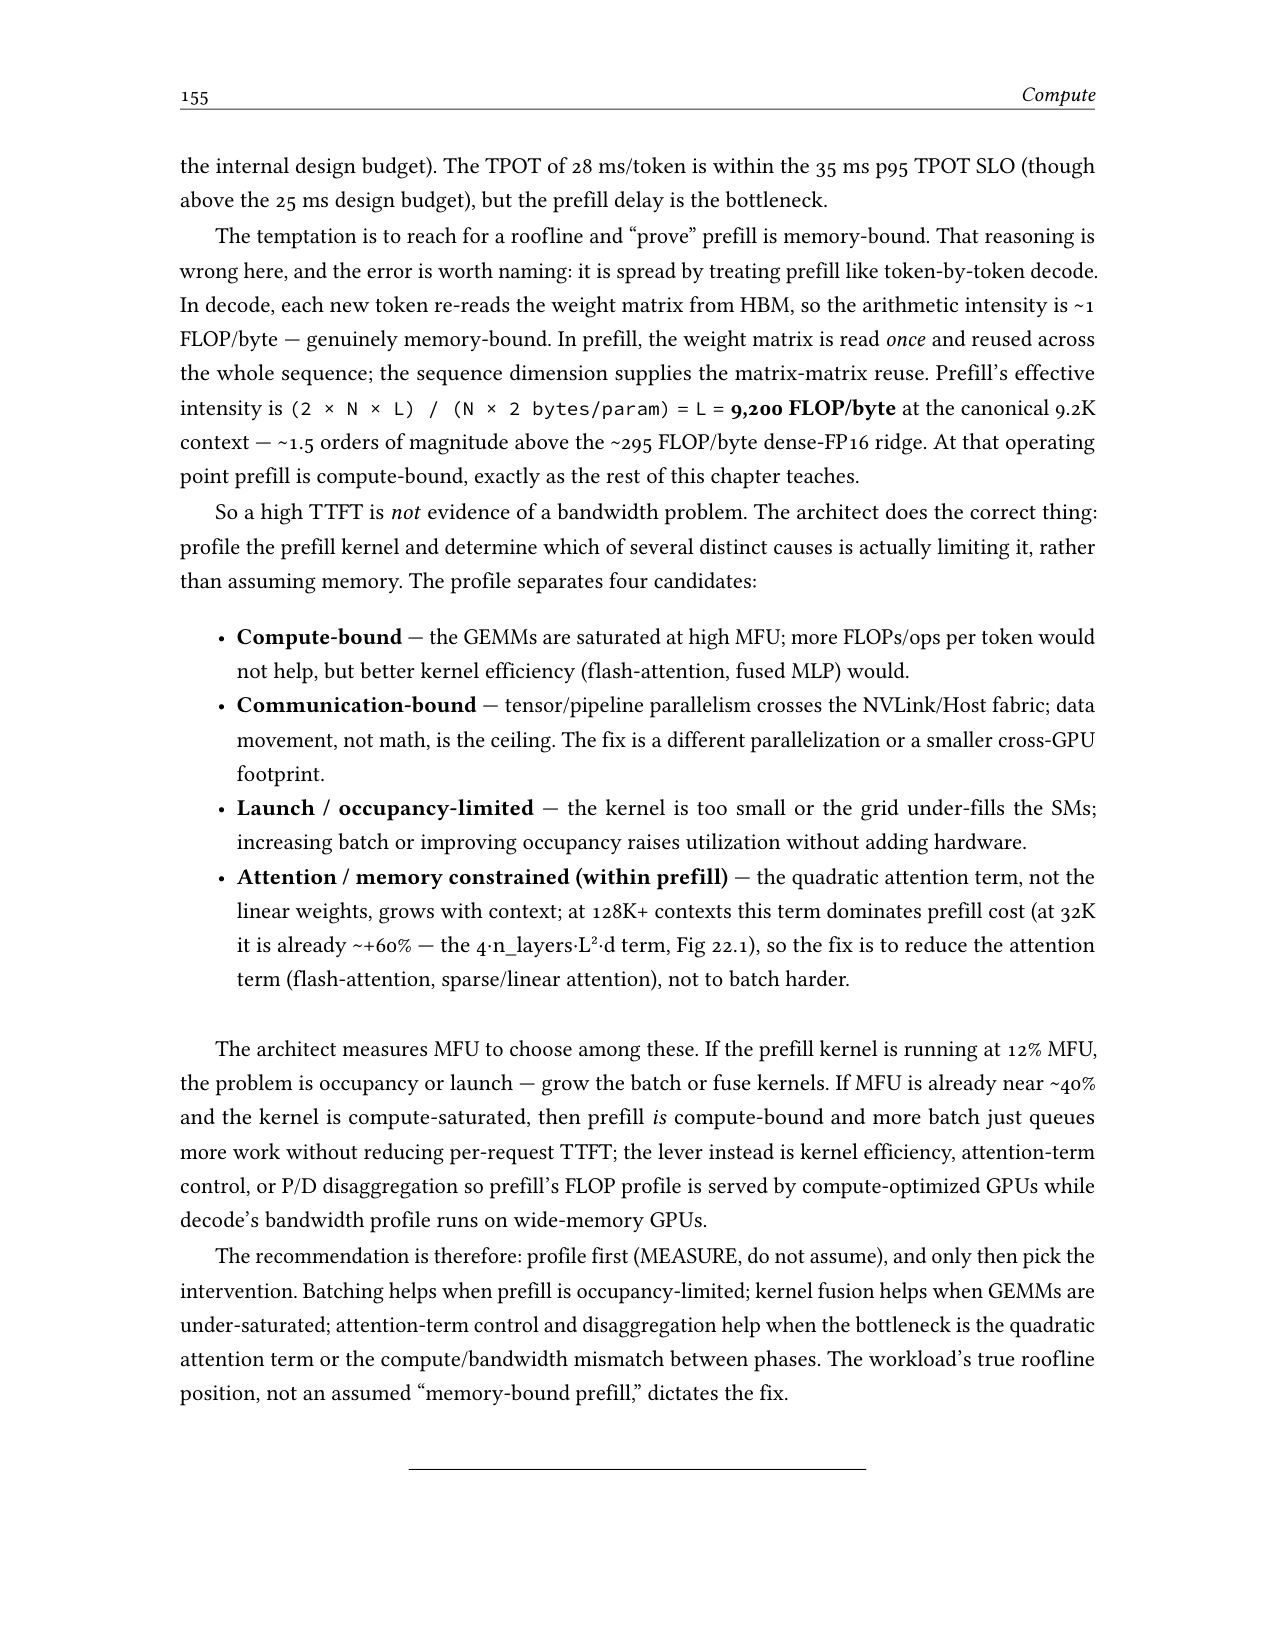 155 Compute
the internal design budget). The TPOT of 28 ms/token is within the 35 ms p95 TPOT SLO (though
above the 25 ms design budget), but the prefill delay is the bottleneck.
The temptation is to reach for a roofline and “prove” prefill is memory-bound. That reasoning is
wrong here, and the error is worth naming: it is spread by treating prefill like token-by-token decode.
In decode, each new token re-reads the weight matrix from HBM, so the arithmetic intensity is ~1
FLOP/byte — genuinely memory-bound. In prefill, the weight matrix is read once and reused across
the whole sequence; the sequence dimension supplies the matrix-matrix reuse. Prefill’s effective
intensity is (2 × N × L) / (N × 2 bytes/param) = L = 9,200 FLOP/byte at the canonical 9.2K
context — ~1.5 orders of magnitude above the ~295 FLOP/byte dense-FP16 ridge. At that operating
point prefill is compute-bound, exactly as the rest of this chapter teaches.
So a high TTFT is not evidence of a bandwidth problem. The architect does the correct thing:
profile the prefill kernel and determine which of several distinct causes is actually limiting it, rather
than assuming memory. The profile separates four candidates:
• Compute-bound — the GEMMs are saturated at high MFU; more FLOPs/ops per token would
not help, but better kernel efficiency (flash-attention, fused MLP) would.
• Communication-bound — tensor/pipeline parallelism crosses the NVLink/Host fabric; data
movement, not math, is the ceiling. The fix is a different parallelization or a smaller cross-GPU
footprint.
• Launch / occupancy-limited — the kernel is too small or the grid under-fills the SMs;
increasing batch or improving occupancy raises utilization without adding hardware.
• Attention / memory constrained (within prefill) — the quadratic attention term, not the
linear weights, grows with context; at 128K+ contexts this term dominates prefill cost (at 32K
it is already ~+60% — the 4·n_layers·L²·d term, Fig 22.1), so the fix is to reduce the attention
term (flash-attention, sparse/linear attention), not to batch harder.
The architect measures MFU to choose among these. If the prefill kernel is running at 12% MFU,
the problem is occupancy or launch — grow the batch or fuse kernels. If MFU is already near ~40%
and the kernel is compute-saturated, then prefill is compute-bound and more batch just queues
more work without reducing per-request TTFT; the lever instead is kernel efficiency, attention-term
control, or P/D disaggregation so prefill’s FLOP profile is served by compute-optimized GPUs while
decode’s bandwidth profile runs on wide-memory GPUs.
The recommendation is therefore: profile first (MEASURE, do not assume), and only then pick the
intervention. Batching helps when prefill is occupancy-limited; kernel fusion helps when GEMMs are
under-saturated; attention-term control and disaggregation help when the bottleneck is the quadratic
attention term or the compute/bandwidth mismatch between phases. The workload’s true roofline
position, not an assumed “memory-bound prefill,” dictates the fix.